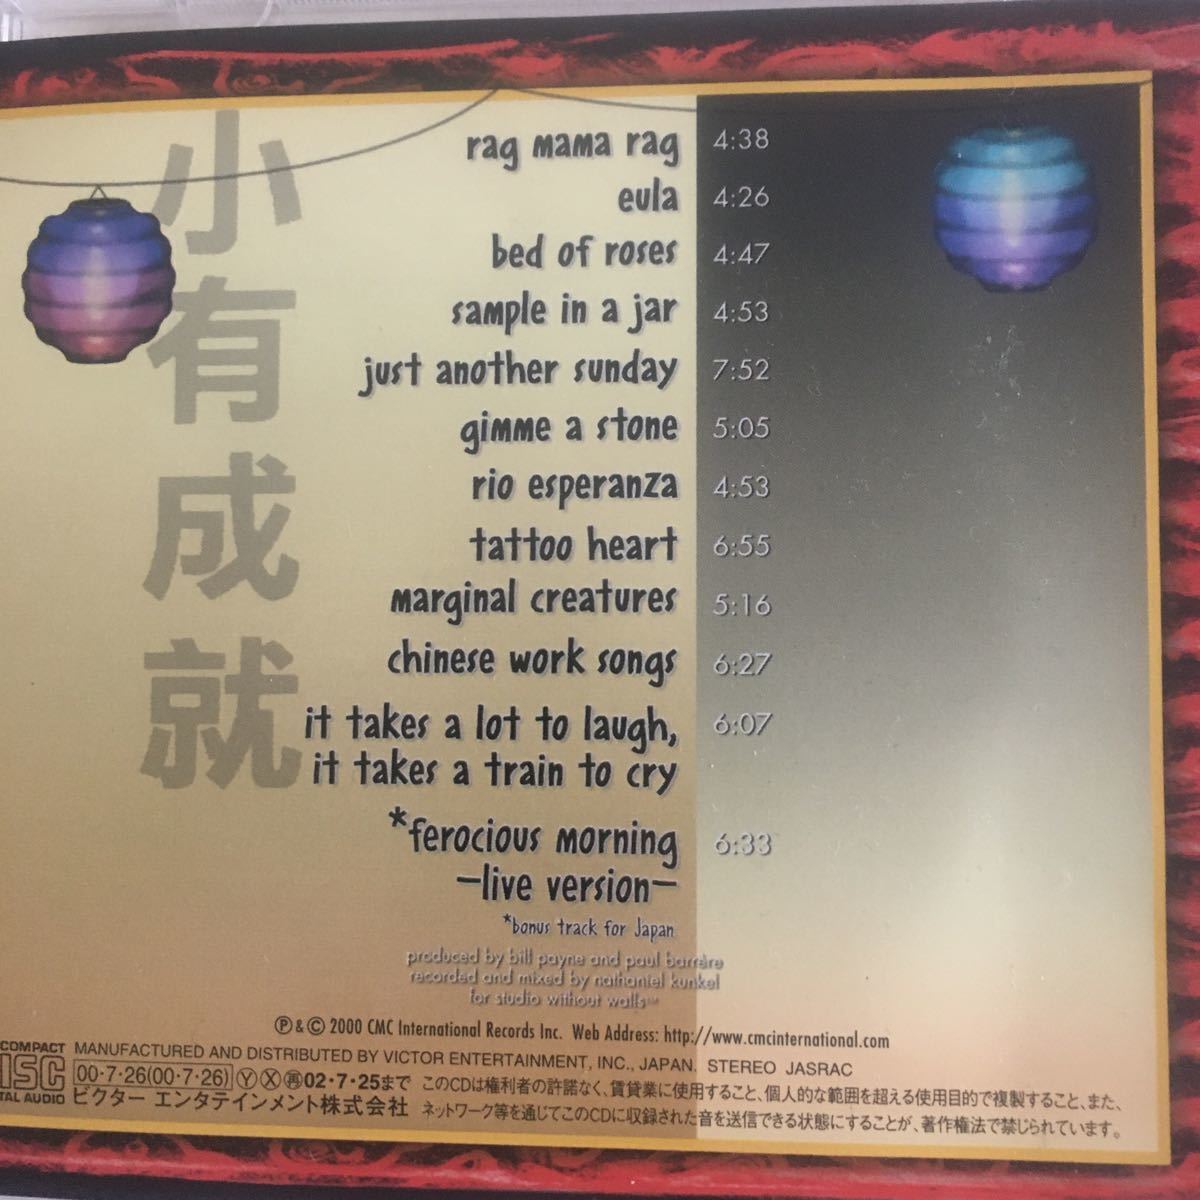 小有成就
rag mama rag 4:38
eula 4:26
bed of roses 4:47
sample in a jar 4:53
just another sunday 7:52
gimme a stone 5:05
rio esperanza 4:53
tattoo heart 6:55
marginal creatures 5:16
chinese work songs 6:27
it takes a lot to laugh, 6:07
it takes a train to cry
*ferocious morning 6:33
–live version–
*bonus track for Japan
produced by bill payne and paul barrère
recorded and mixed by nathaniel kunkel
for studio without walls™
Ⓟ & © 2000 CMC International Records Inc. Web Address: http://www.cmcinternational.com
COMPACT
DISC
DIGITAL AUDIO
MANUFACTURED AND DISTRIBUTED BY VICTOR ENTERTAINMENT, INC., JAPAN. STEREO JASRAC
00・7・26(00・7・26) Ⓨ Ⓧ 再 02・7・25まで
ビクター エンタテインメント株式会社
このCDは権利者の許諾なく、賃貸業に使用すること、個人的な範囲を超える使用目的で複製すること、また、
ネットワーク等を通じてこのCDに収録された音を送信できる状態にすることが、著作権法で禁じられています。